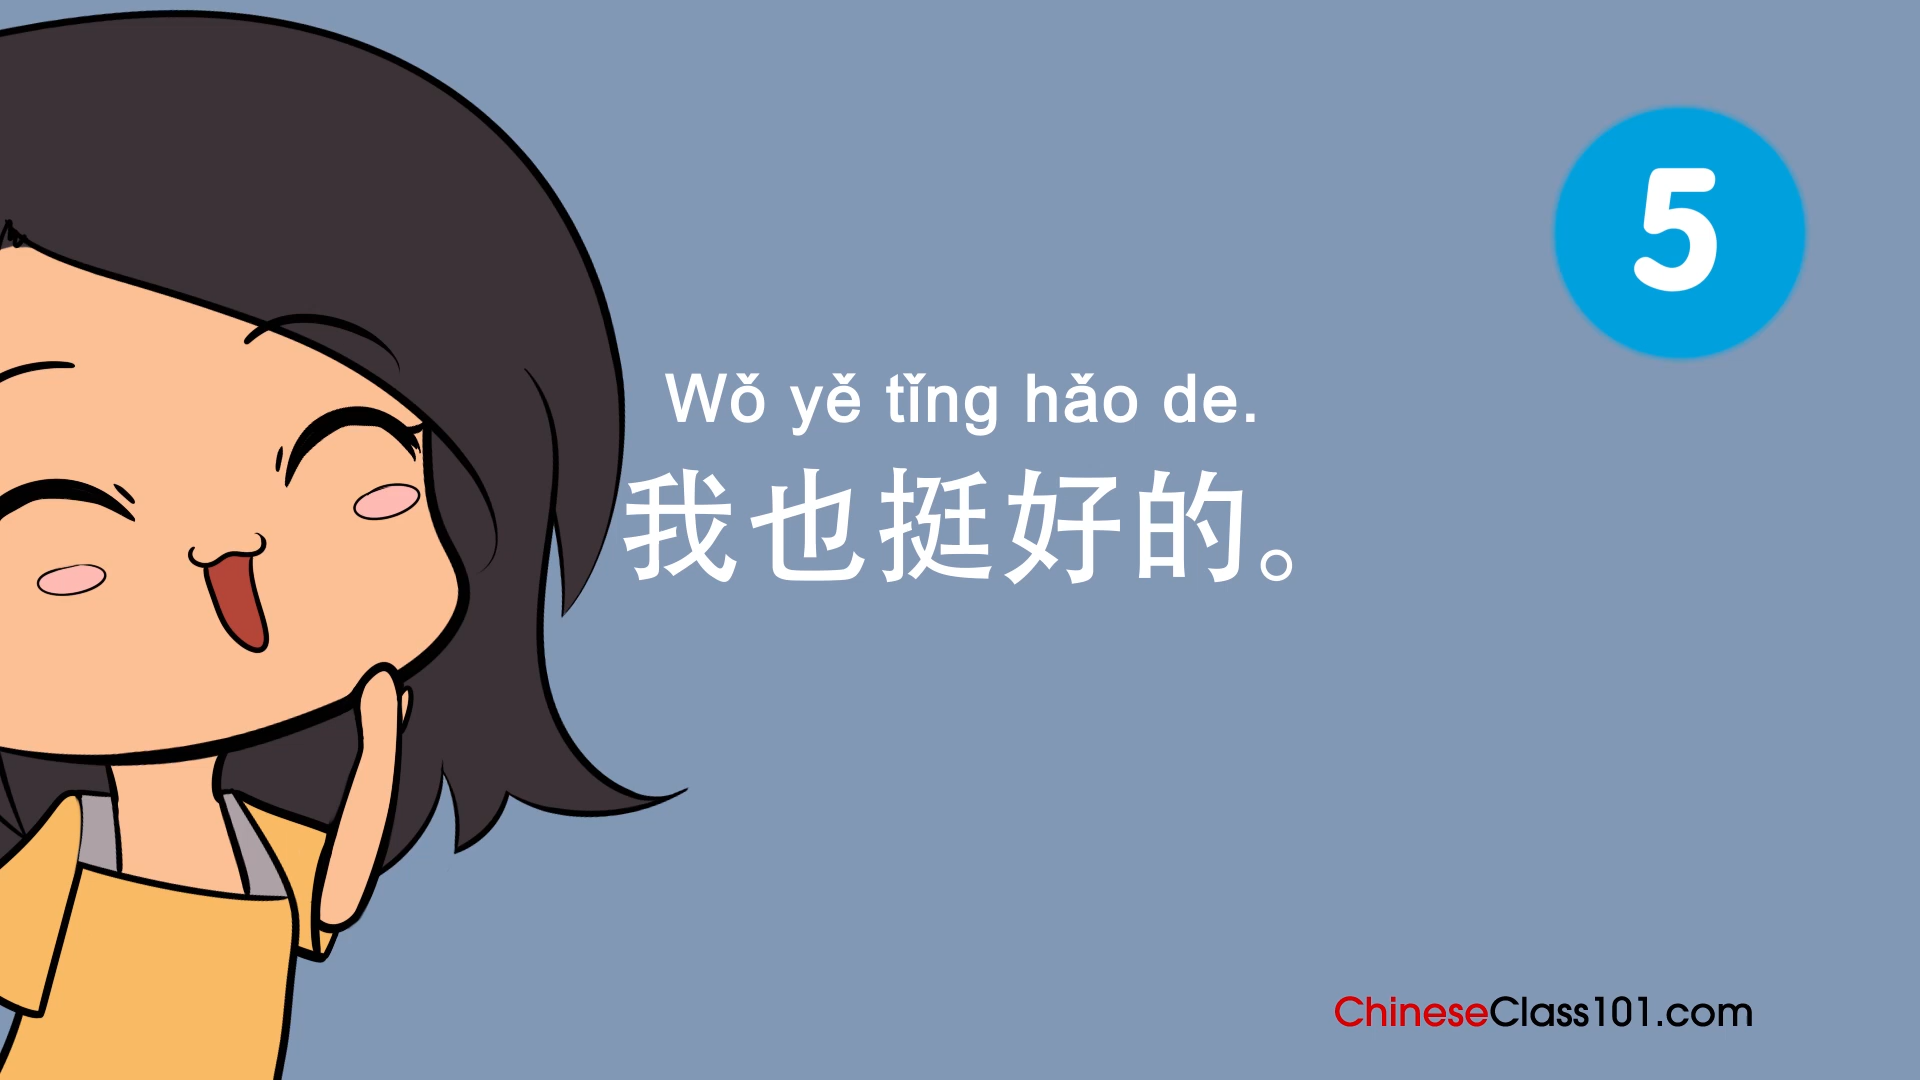 5
Wǒ yě tǐng hǎo de.
我也挺好的。
ChineseClass101.com